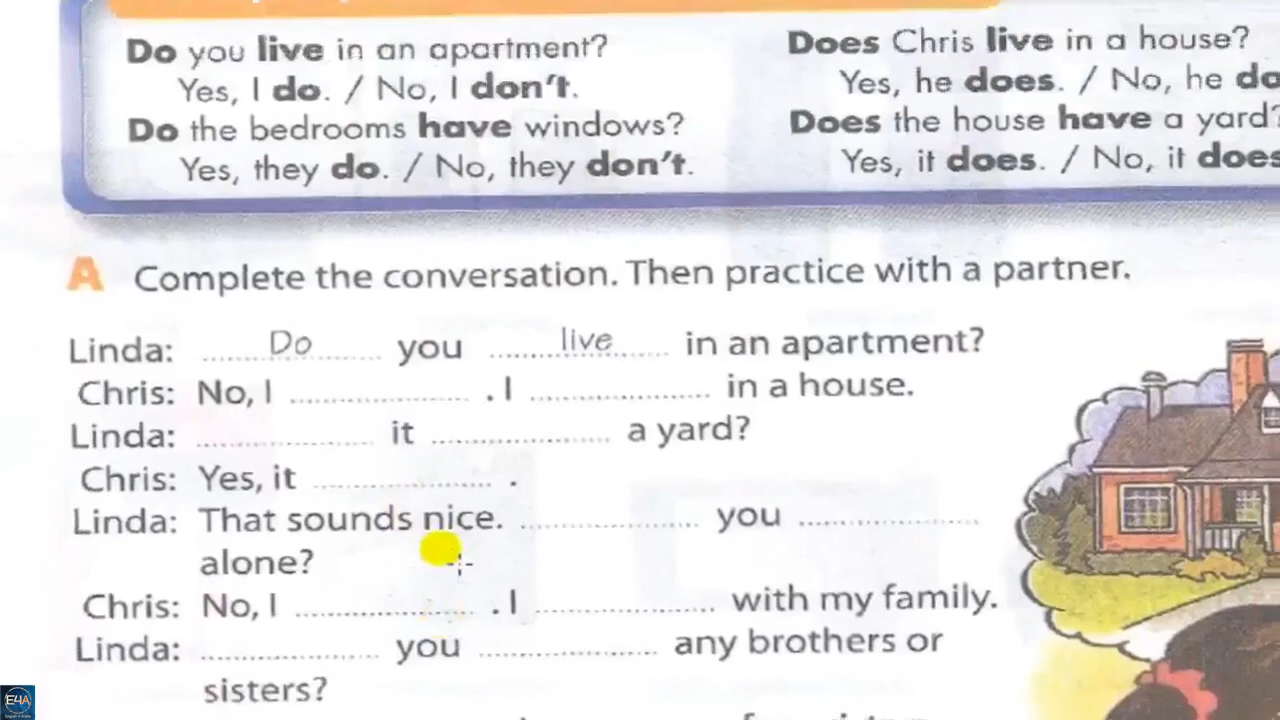 Do you live in an apartment?
Yes, I do. / No, I don't.
Do the bedrooms have windows?
Yes, they do. / No, they don't.
Does Chris live in a house?
Yes, he does. / No, he do
Does the house have a yard?
Yes, it does. / No, it does
A Complete the conversation. Then practice with a partner.
Linda: Do you live in an apartment?
Chris: No, I ................ . I ................ in a house.
Linda: ................ it ................ a yard?
Chris: Yes, it ................ .
Linda: That sounds nice. ................ you ................
alone?
Chris: No, I ................ . I ................ with my family.
Linda: ................ you ................ any brothers or
sisters?
E4A